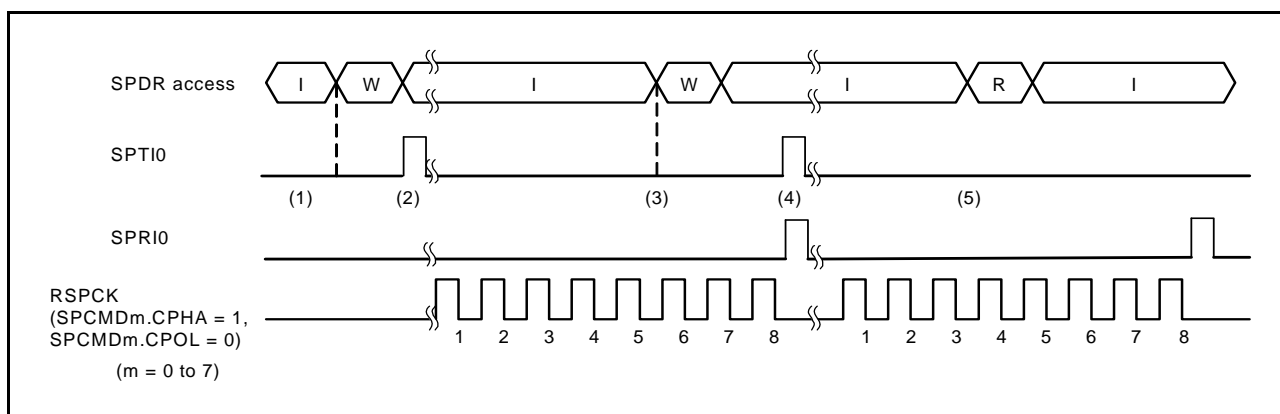 SPDR access I W I W I R I
SPTI0
(1) (2) (3) (4) (5)
SPRI0
RSPCK
(SPCMDm.CPHA = 1,
SPCMDm.CPOL = 0)
1 2 3 4 5 6 7 8 1 2 3 4 5 6 7 8
(m = 0 to 7)